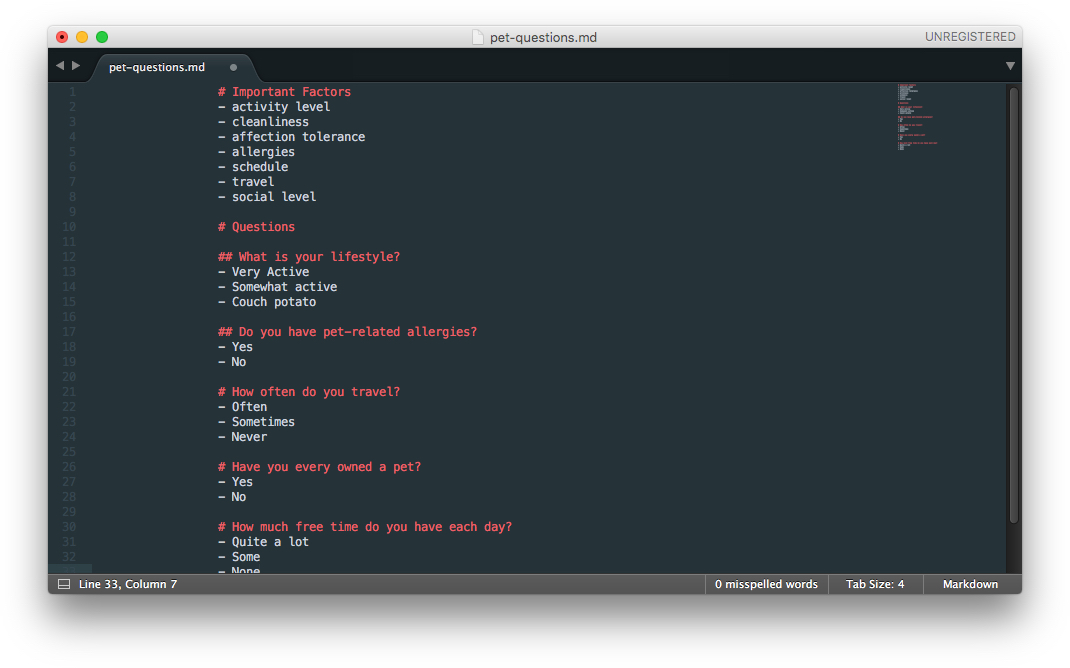 pet-questions.md
UNREGISTERED
pet-questions.md
1 # Important Factors
2 - activity level
3 - cleanliness
4 - affection tolerance
5 - allergies
6 - schedule
7 - travel
8 - social level
9
10 # Questions
11
12 ## What is your lifestyle?
13 - Very Active
14 - Somewhat active
15 - Couch potato
16
17 ## Do you have pet-related allergies?
18 - Yes
19 - No
20
21 # How often do you travel?
22 - Often
23 - Sometimes
24 - Never
25
26 # Have you every owned a pet?
27 - Yes
28 - No
29
30 # How much free time do you have each day?
31 - Quite a lot
32 - Some
33 - None
Line 33, Column 7
0 misspelled words
Tab Size: 4
Markdown